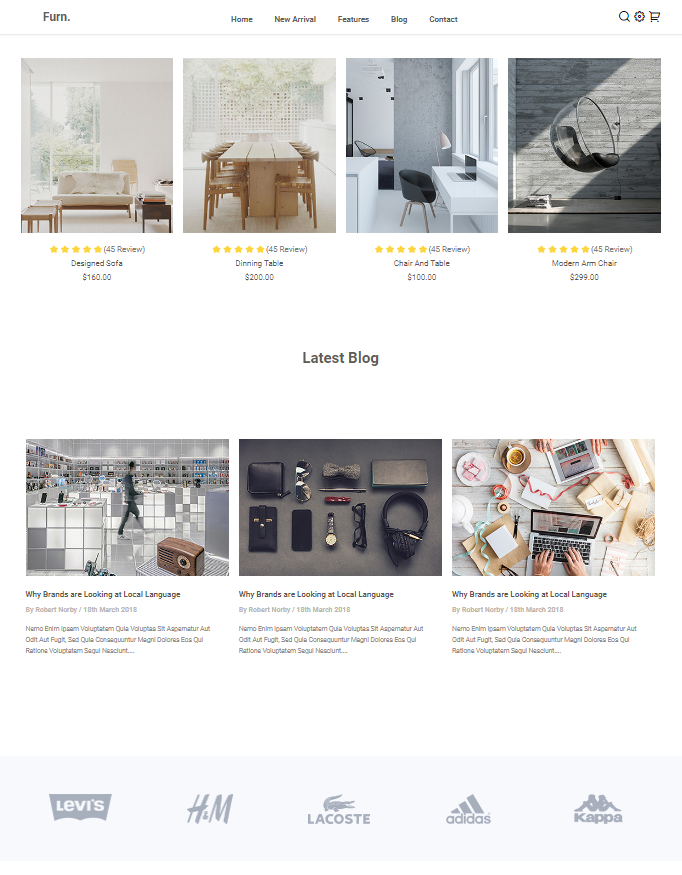 Furn.
Home New Arrival Features Blog Contact
(45 Review) (45 Review) (45 Review) (45 Review)
Designed Sofa Dinning Table Chair And Table Modern Arm Chair
$160.00 $200.00 $100.00 $299.00
Latest Blog
Why Brands are Looking at Local Language
By Robert Norby / 18th March 2018
Nemo Enim Ipsam Voluptatem Quia Voluptas Sit Aspernatur Aut
Odit Aut Fugit, Sed Quia Consequuntur Magni Dolores Eos Qui
Ratione Voluptatem Sequi Nesciunt....
Why Brands are Looking at Local Language
By Robert Norby / 18th March 2018
Nemo Enim Ipsam Voluptatem Quia Voluptas Sit Aspernatur Aut
Odit Aut Fugit, Sed Quia Consequuntur Magni Dolores Eos Qui
Ratione Voluptatem Sequi Nesciunt....
Why Brands are Looking at Local Language
By Robert Norby / 18th March 2018
Nemo Enim Ipsam Voluptatem Quia Voluptas Sit Aspernatur Aut
Odit Aut Fugit, Sed Quia Consequuntur Magni Dolores Eos Qui
Ratione Voluptatem Sequi Nesciunt....
LEVI'S H&M LACOSTE adidas Kappa